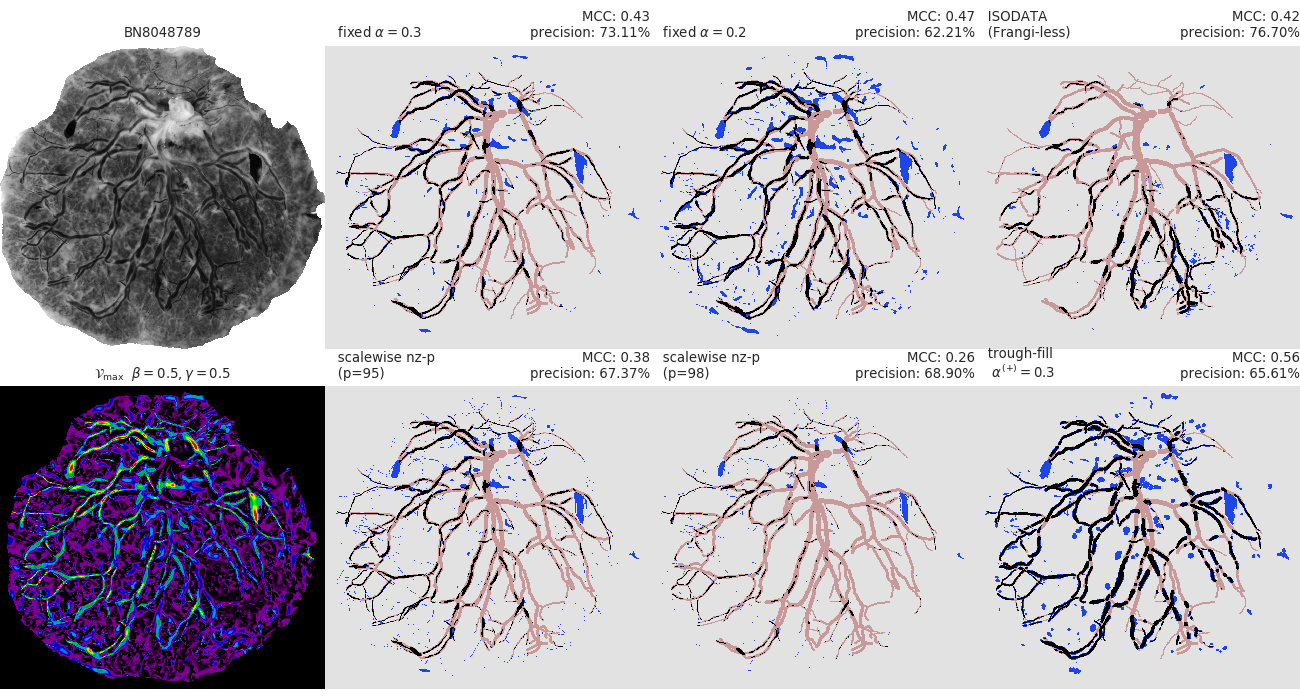 BN8048789
fixed α = 0.3
MCC: 0.43
precision: 73.11%
fixed α = 0.2
MCC: 0.47
precision: 62.21%
ISODATA
(Frangi-less)
MCC: 0.42
precision: 76.70%
𝒱max β = 0.5, γ = 0.5
scalewise nz-p
(p=95)
MCC: 0.38
precision: 67.37%
scalewise nz-p
(p=98)
MCC: 0.26
precision: 68.90%
trough-fill
α(+) = 0.3
MCC: 0.56
precision: 65.61%